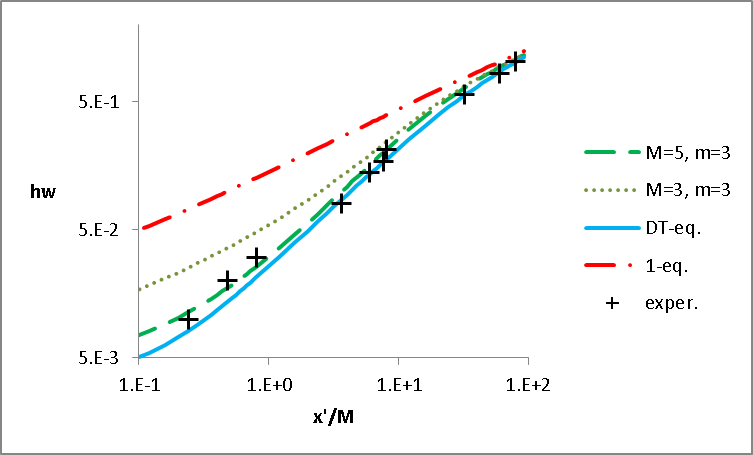 5.E-1
hw
5.E-2
5.E-3
1.E-1 1.E+0 1.E+1 1.E+2
x'/M
M=5, m=3
M=3, m=3
DT-eq.
1-eq.
exper.